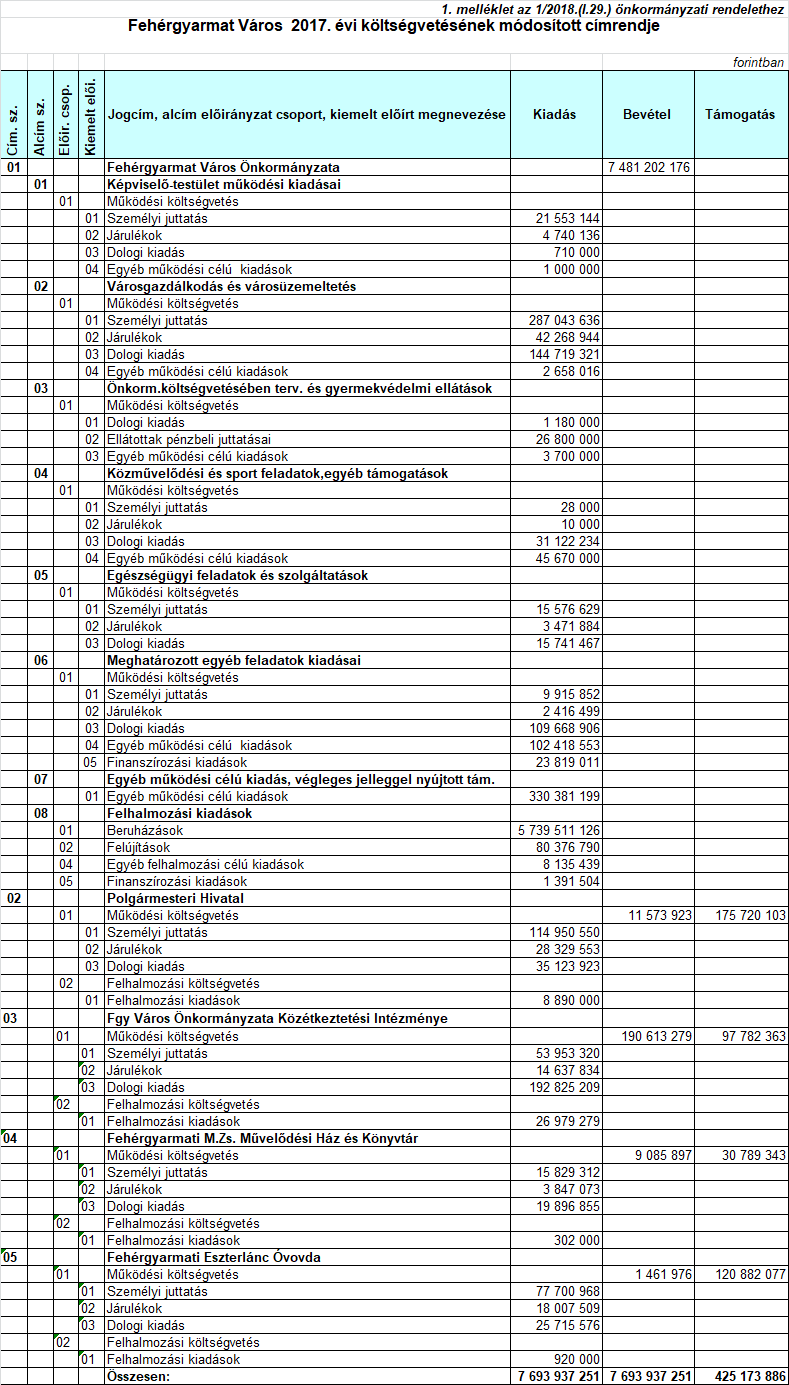 1. melléklet az 1/2018.(I.29.) önkormányzati rendelethez
Fehérgyarmat Város 2017. évi költségvetésének módosított címrendje
forintban
Cím. sz. Alcím sz. Előir. csop. Kiemelt elői. Jogcím, alcím előirányzat csoport, kiemelt előírt megnevezése Kiadás Bevétel Támogatás
01 Fehérgyarmat Város Önkormányzata 7 481 202 176
01 Képviselő-testület működési kiadásai
01 Működési költségvetés
01 Személyi juttatás 21 553 144
02 Járulékok 4 740 136
03 Dologi kiadás 710 000
04 Egyéb működési célú kiadások 1 000 000
02 Városgazdálkodás és városüzemeltetés
01 Működési költségvetés
01 Személyi juttatás 287 043 636
02 Járulékok 42 268 944
03 Dologi kiadás 144 719 321
04 Egyéb működési célú kiadások 2 658 016
03 Önkorm.költségvetésében terv. és gyermekvédelmi ellátások
01 Működési költségvetés
01 Dologi kiadás 1 180 000
02 Ellátottak pénzbeli juttatásai 26 800 000
03 Egyéb működési célú kiadások 3 700 000
04 Közművelődési és sport feladatok,egyéb támogatások
01 Működési költségvetés
01 Személyi juttatás 28 000
02 Járulékok 10 000
03 Dologi kiadás 31 122 234
04 Egyéb működési célú kiadások 45 670 000
05 Egészségügyi feladatok és szolgáltatások
01 Működési költségvetés
01 Személyi juttatás 15 576 629
02 Járulékok 3 471 884
03 Dologi kiadás 15 741 467
06 Meghatározott egyéb feladatok kiadásai
01 Működési költségvetés
01 Személyi juttatás 9 915 852
02 Járulékok 2 416 499
03 Dologi kiadás 109 668 906
04 Egyéb működési célú kiadások 102 418 553
05 Finanszírozási kiadások 23 819 011
07 Egyéb működési célú kiadás, végleges jelleggel nyújtott tám.
01 Egyéb működési célú kiadások 330 381 199
08 Felhalmozási kiadások
01 Beruházások 5 739 511 126
02 Felújítások 80 376 790
04 Egyéb felhalmozási célú kiadások 8 135 439
05 Finanszírozási kiadások 1 391 504
02 Polgármesteri Hivatal
01 Működési költségvetés 11 573 923 175 720 103
01 Személyi juttatás 114 950 550
02 Járulékok 28 329 553
03 Dologi kiadás 35 123 923
02 Felhalmozási költségvetés
01 Felhalmozási kiadások 8 890 000
03 Fgy Város Önkormányzata Közétkeztetési Intézménye
01 Működési költségvetés 190 613 279 97 782 363
01 Személyi juttatás 53 953 320
02 Járulékok 14 637 834
03 Dologi kiadás 192 825 209
02 Felhalmozási költségvetés
01 Felhalmozási kiadások 26 979 279
04 Fehérgyarmati M.Zs. Művelődési Ház és Könyvtár
01 Működési költségvetés 9 085 897 30 789 343
01 Személyi juttatás 15 829 312
02 Járulékok 3 847 073
03 Dologi kiadás 19 896 855
02 Felhalmozási költségvetés
01 Felhalmozási kiadások 302 000
05 Fehérgyarmati Eszterlánc Óvovda
01 Működési költségvetés 1 461 976 120 882 077
01 Személyi juttatás 77 700 968
02 Járulékok 18 007 509
03 Dologi kiadás 25 715 576
02 Felhalmozási költségvetés
01 Felhalmozási kiadások 920 000
Összesen: 7 693 937 251 7 693 937 251 425 173 886